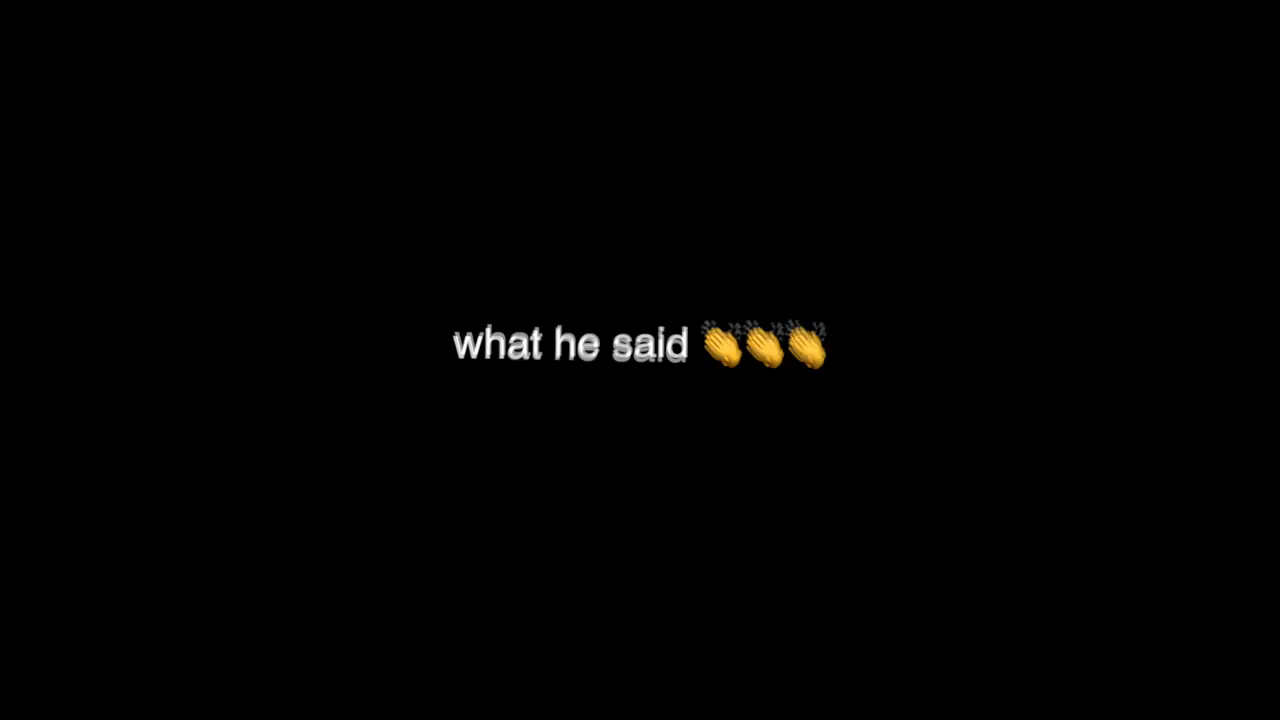 what he said 👏👏👏